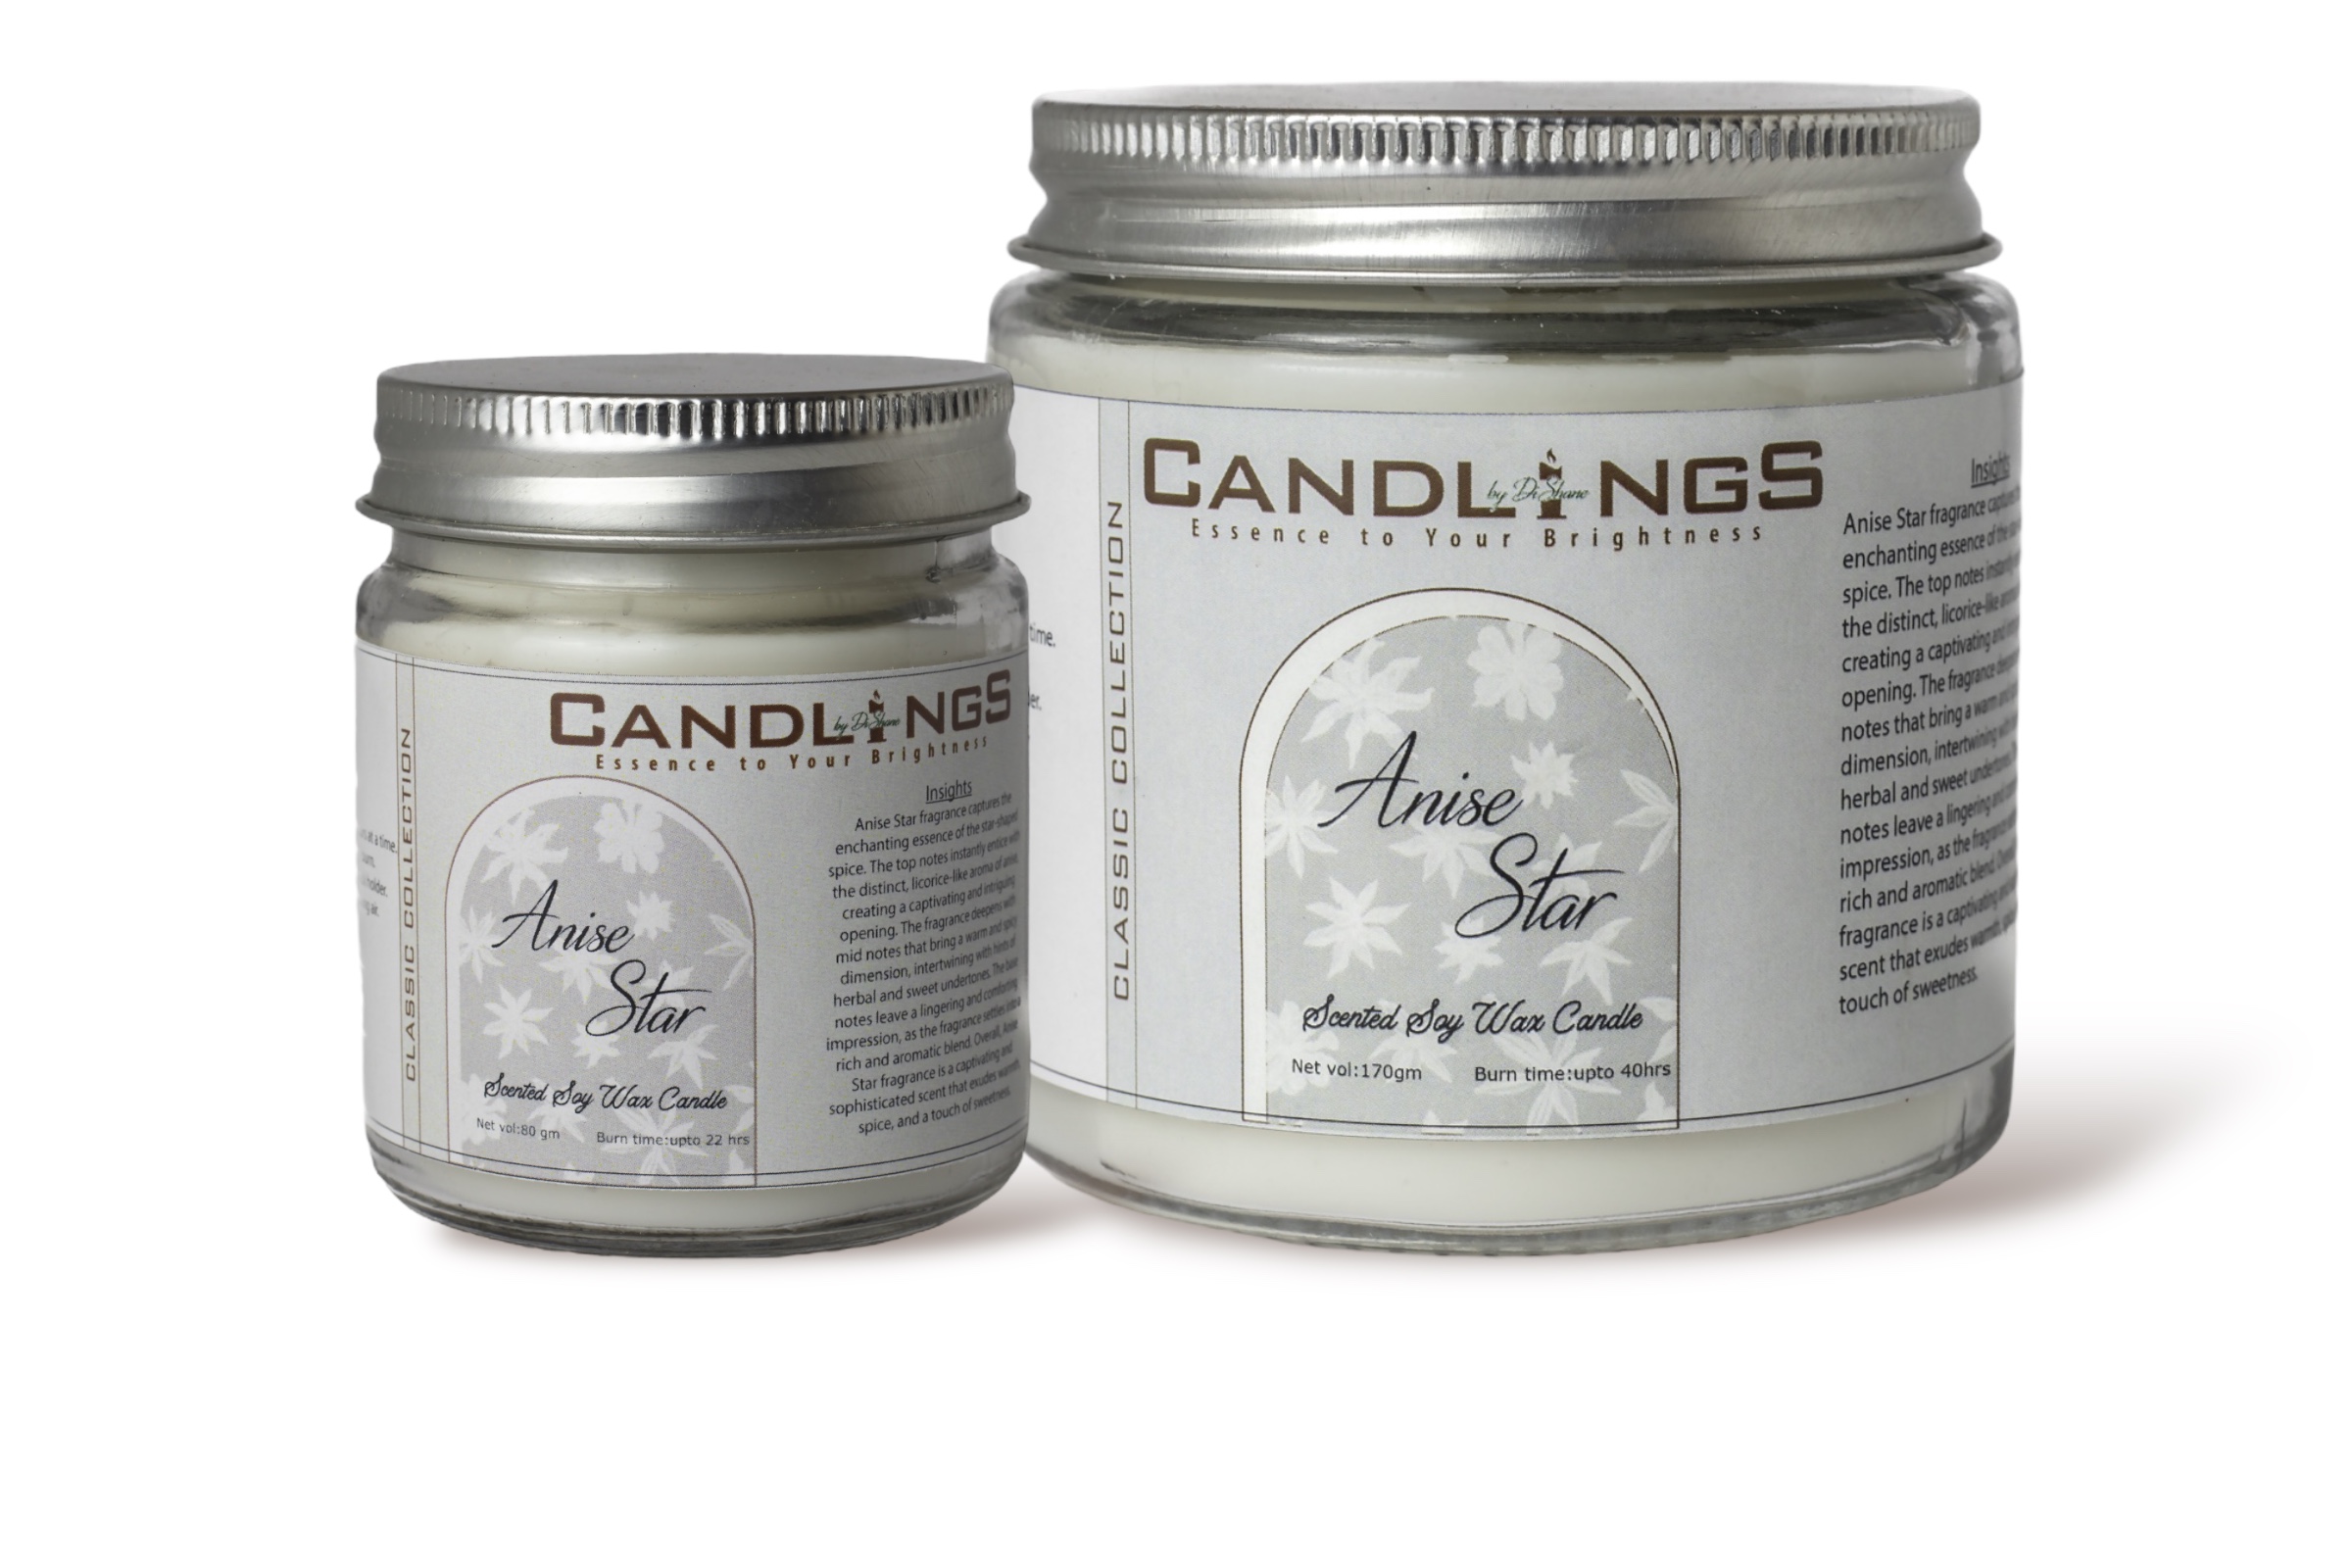 CANDLINGS
by DiShane
Essence to Your Brightness
CLASSIC COLLECTION
Anise
Star
Scented Soy Wax Candle
Net vol:80 gm Burn time:upto 22 hrs
Insights
Anise Star fragrance captures the
enchanting essence of the star-shaped
spice. The top notes instantly entice with
the distinct, licorice-like aroma of anise,
creating a captivating and intriguing
opening. The fragrance deepens with
mid notes that bring a warm and spicy
dimension, intertwining with hints of
herbal and sweet undertones. The base
notes leave a lingering and comforting
impression, as the fragrance settles into a
rich and aromatic blend. Overall, Anise
Star fragrance is a captivating and
sophisticated scent that exudes warmth,
spice, and a touch of sweetness.
at a time.
holder.
time.
CANDLINGS
by DiShane
Essence to Your Brightness
CLASSIC COLLECTION
Anise
Star
Scented Soy Wax Candle
Net vol:170gm Burn time:upto 40hrs
Insights
Anise Star fragrance captures
enchanting essence of the
spice. The top notes instantly
the distinct, licorice-like
creating a captivating and
opening. The fragrance
notes that bring a warm and
dimension, intertwining with
herbal and sweet undertones.
notes leave a lingering and
impression, as the fragrance
rich and aromatic blend.
fragrance is a captivating
scent that exudes warmth,
touch of sweetness.